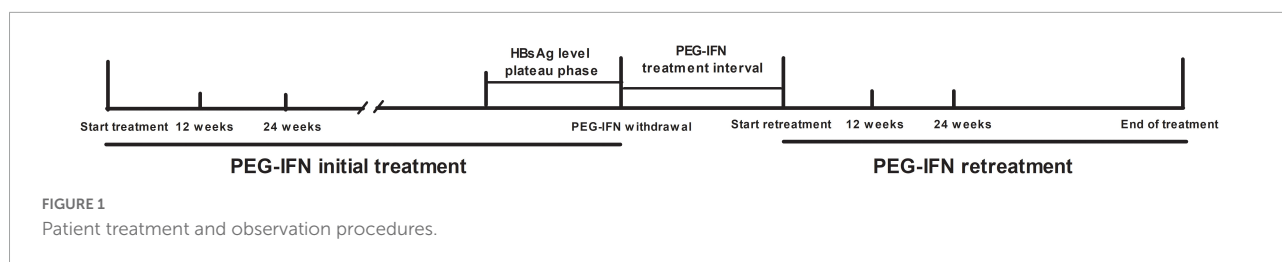 HBsAg level
plateau phase
PEG-IFN
treatment interval
Start treatment 12 weeks 24 weeks PEG-IFN withdrawal Start retreatment 12 weeks 24 weeks End of treatment
PEG-IFN initial treatment PEG-IFN retreatment
FIGURE 1
Patient treatment and observation procedures.